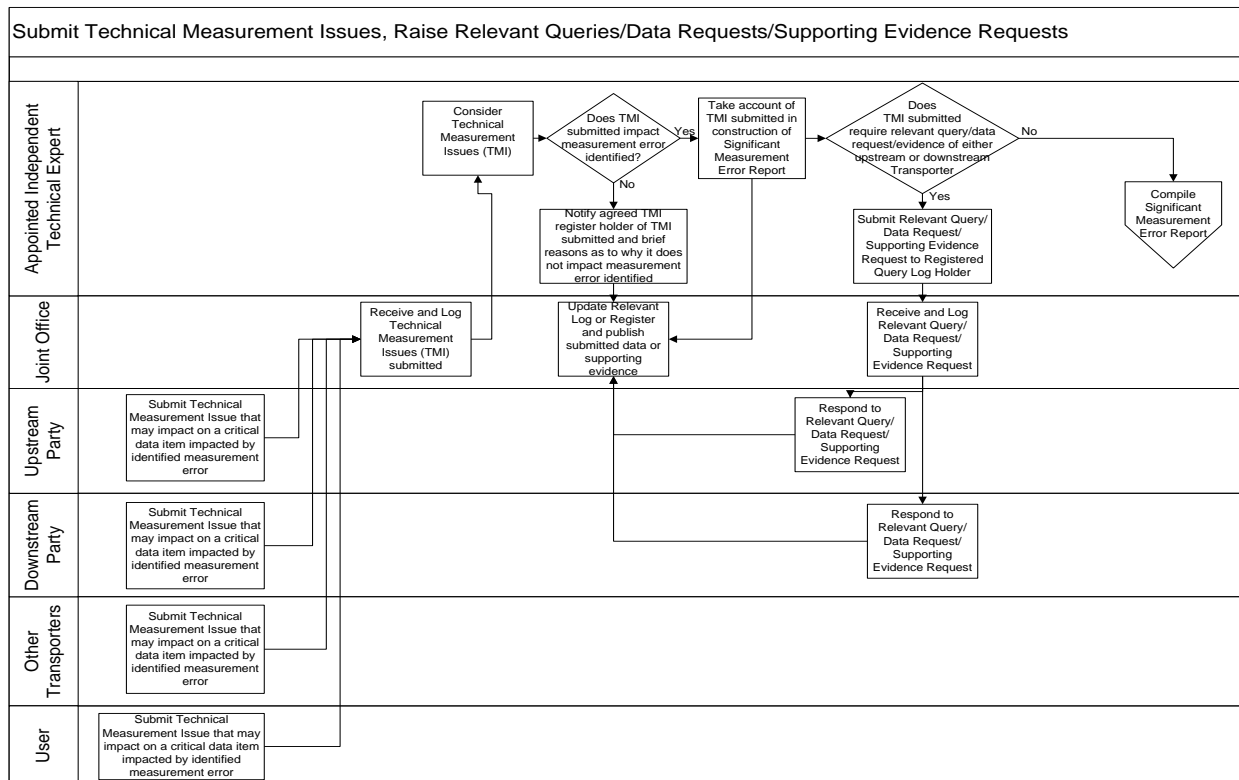 Submit Technical Measurement Issues, Raise Relevant Queries/Data Requests/Supporting Evidence Requests
Appointed Independent
Technical Expert
Consider
Technical
Measurement
Issues (TMI)
Does TMI
submitted impact
measurement error
identified?
Yes
No
Take account of
TMI submitted in
construction of
Significant
Measurement
Error Report
Does
TMI submitted
require relevant query/data
request/evidence of either
upstream or downstream
Transporter
No
Yes
Compile
Significant
Measurement
Error Report
Notify agreed TMI
register holder of TMI
submitted and brief
reasons as to why it does
not impact measurement
error identified
Submit Relevant Query/
Data Request/
Supporting Evidence
Request to Registered
Query Log Holder
Joint Office
Receive and Log
Technical
Measurement
Issues (TMI)
submitted
Update Relevant
Log or Register
and publish
submitted data or
supporting
evidence
Receive and Log
Relevant Query/
Data Request/
Supporting
Evidence Request
Upstream
Party
Submit Technical
Measurement Issue that
may impact on a critical
data item impacted by
identified measurement
error
Respond to
Relevant Query/
Data Request/
Supporting
Evidence Request
Downstream
Party
Submit Technical
Measurement Issue that
may impact on a critical
data item impacted by
identified measurement
error
Respond to
Relevant Query/
Data Request/
Supporting
Evidence Request
Other
Transporters
Submit Technical
Measurement Issue that
may impact on a critical
data item impacted by
identified measurement
error
User
Submit Technical
Measurement Issue that may
impact on a critical data item
impacted by identified
measurement error